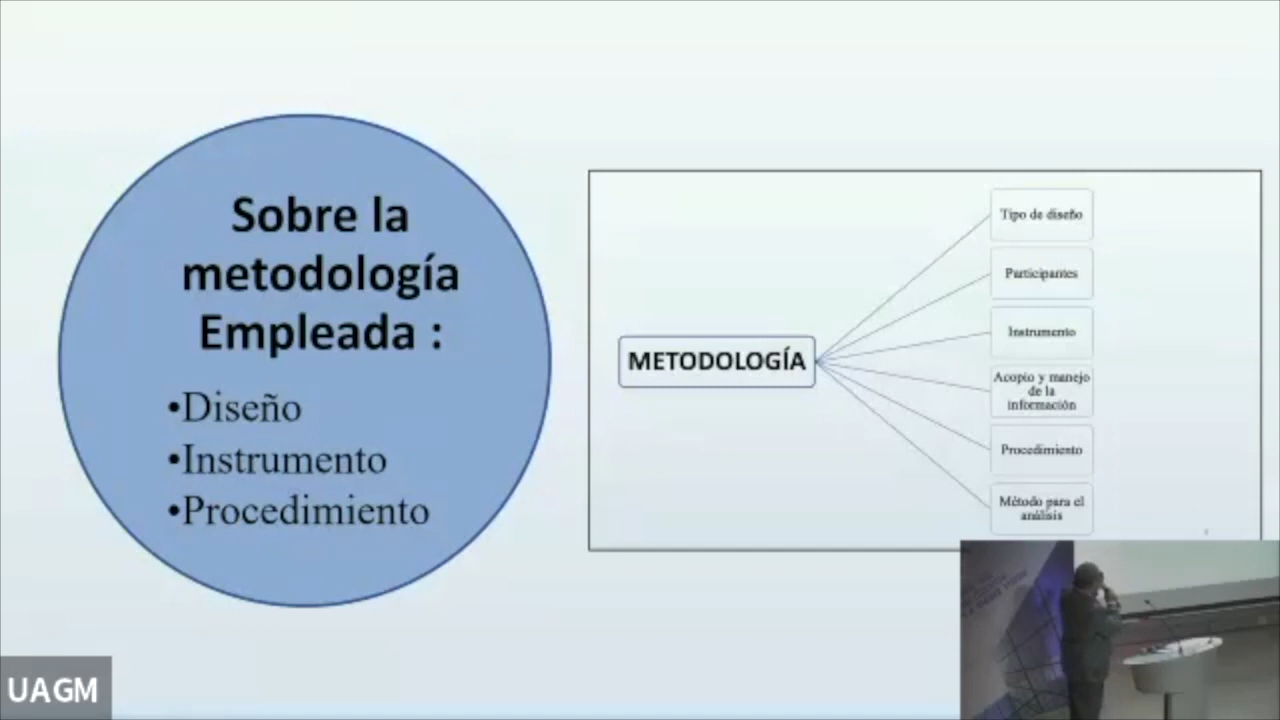 Sobre la
metodología
Empleada :
•Diseño
•Instrumento
•Procedimiento
METODOLOGÍA
Tipo de diseño
Participantes
Instrumento
Acopio y manejo
de la
información
Procedimiento
Método para el
análisis
UAGM